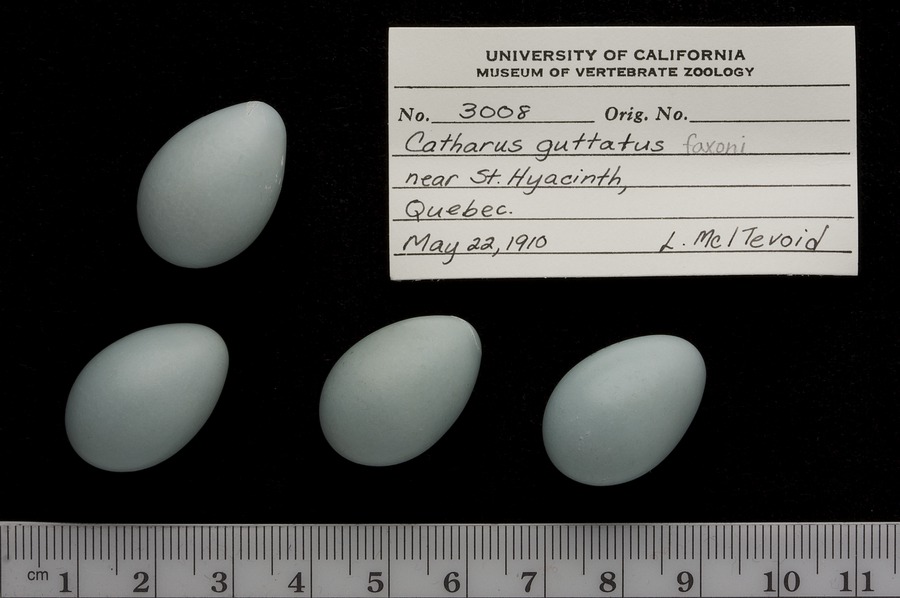 UNIVERSITY OF CALIFORNIA
MUSEUM OF VERTEBRATE ZOOLOGY
No. 3008 Orig. No.
Catharus guttatus faxoni
near St. Hyacinth,
Quebec.
May 22, 1910 L. McITevoid
cm 1 2 3 4 5 6 7 8 9 10 11